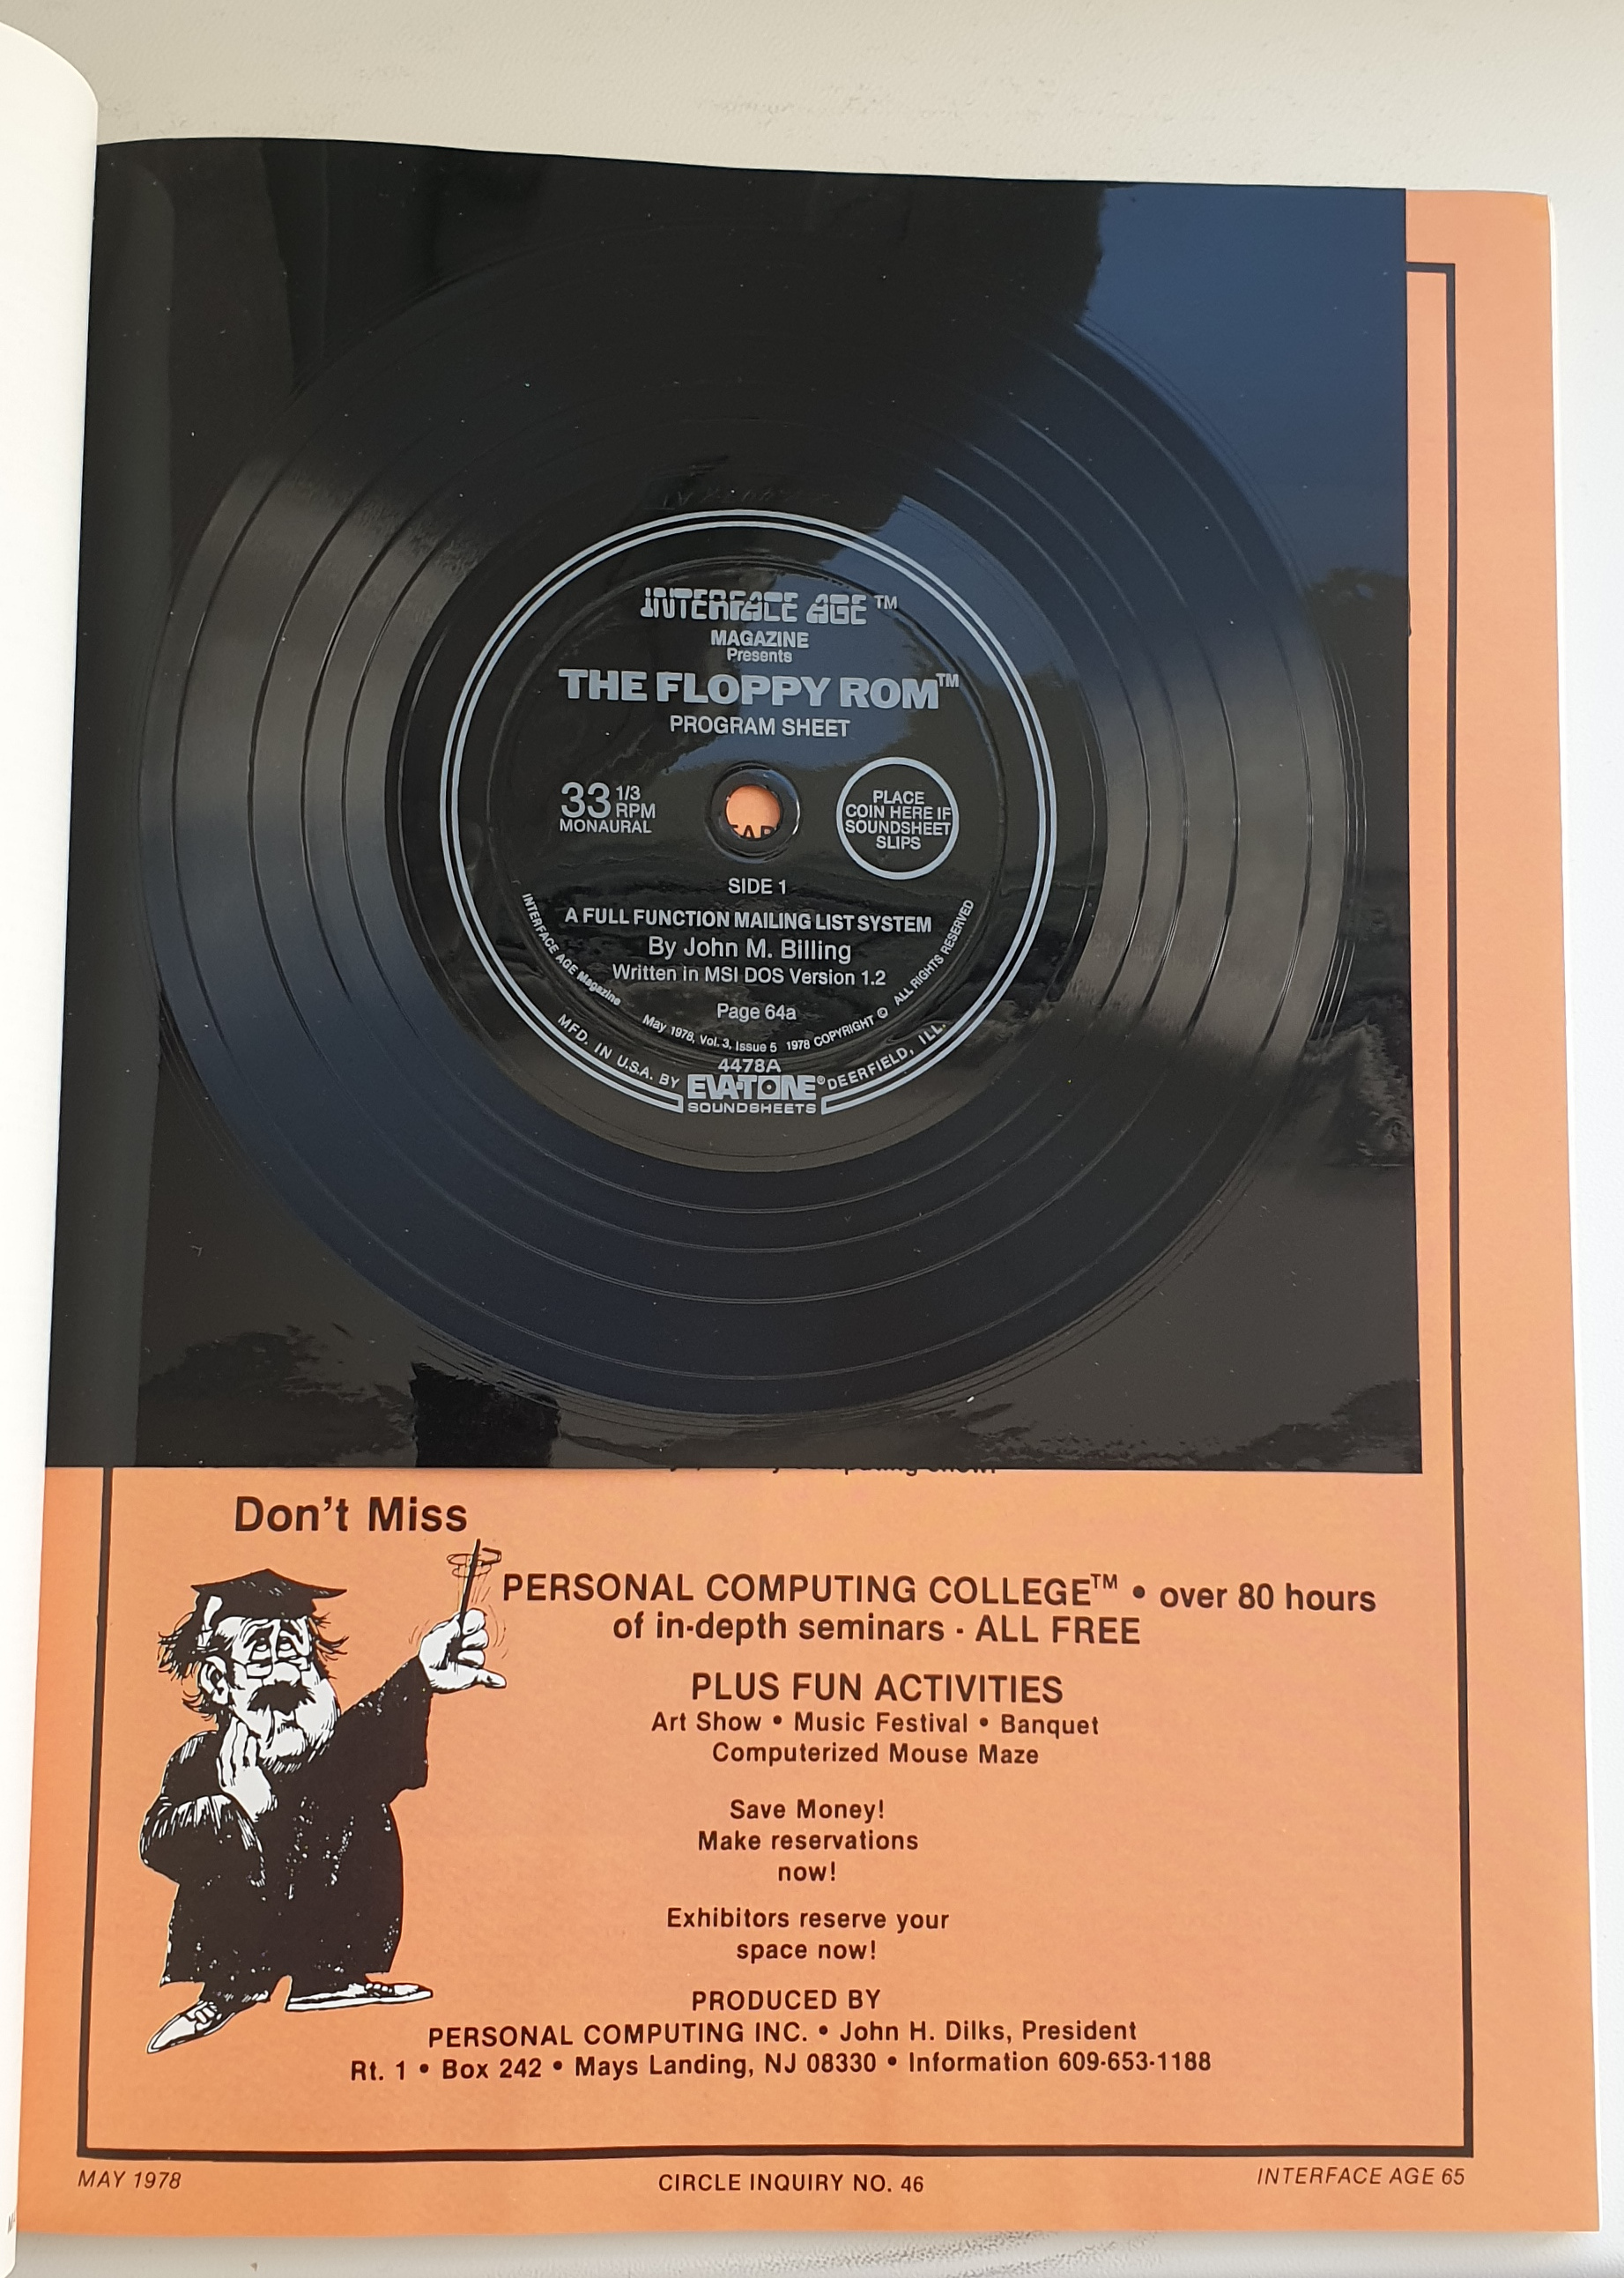 INTERFACE AGE™
MAGAZINE
Presents
THE FLOPPY ROM™
PROGRAM SHEET
33 1/3
RPM
MONAURAL
PLACE
COIN HERE IF
SOUNDSHEET
SLIPS
SIDE 1
A FULL FUNCTION MAILING LIST SYSTEM
By John M. Billing
Written in MSI DOS Version 1.2
Page 64a
INTERFACE AGE Magazine May 1978, Vol. 3, Issue 5 1978 COPYRIGHT © ALL RIGHTS RESERVED
4478A
MFD. IN U.S.A. BY EVA-TONE® DEERFIELD, ILL.
SOUNDSHEETS
Don't Miss
PERSONAL COMPUTING COLLEGE™ • over 80 hours
of in-depth seminars - ALL FREE
PLUS FUN ACTIVITIES
Art Show • Music Festival • Banquet
Computerized Mouse Maze
Save Money!
Make reservations
now!
Exhibitors reserve your
space now!
PRODUCED BY
PERSONAL COMPUTING INC. • John H. Dilks, President
Rt. 1 • Box 242 • Mays Landing, NJ 08330 • Information 609-653-1188
MAY 1978
CIRCLE INQUIRY NO. 46
INTERFACE AGE 65